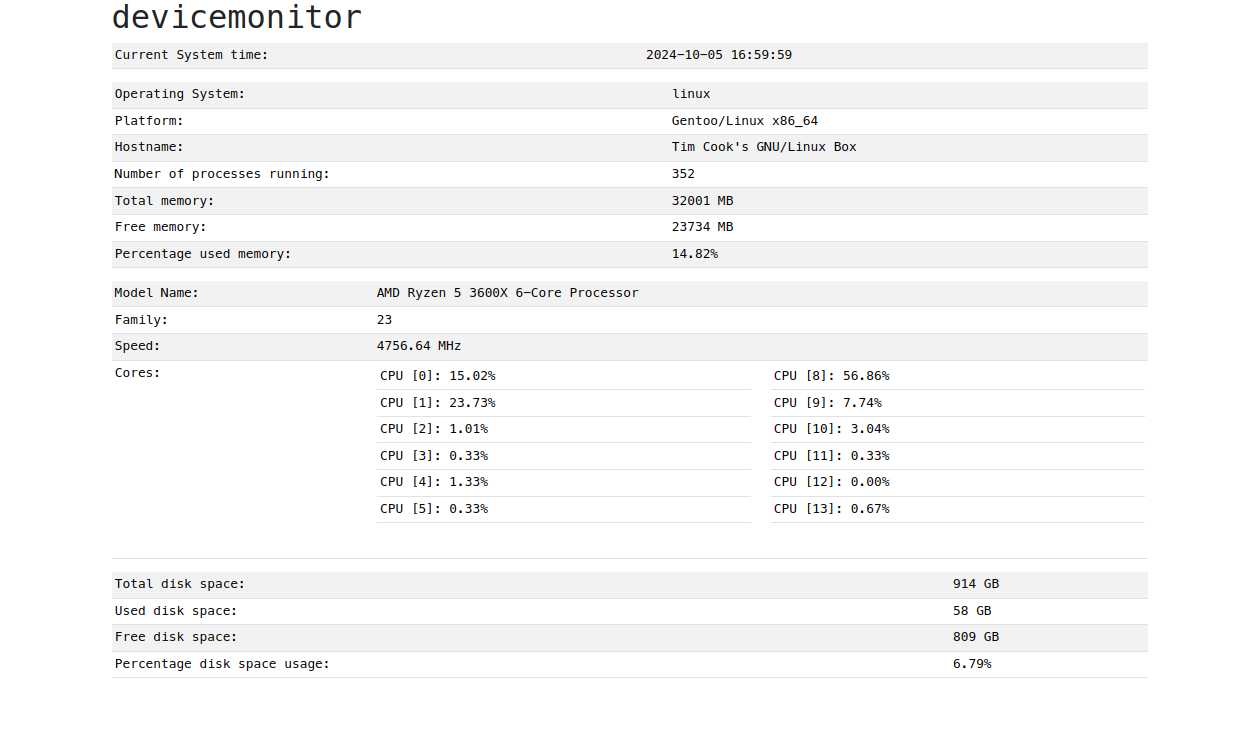 devicemonitor
Current System time: 2024-10-05 16:59:59
Operating System: linux
Platform: Gentoo/Linux x86_64
Hostname: Tim Cook's GNU/Linux Box
Number of processes running: 352
Total memory: 32001 MB
Free memory: 23734 MB
Percentage used memory: 14.82%
Model Name: AMD Ryzen 5 3600X 6-Core Processor
Family: 23
Speed: 4756.64 MHz
Cores: CPU [0]: 15.02% CPU [8]: 56.86%
CPU [1]: 23.73% CPU [9]: 7.74%
CPU [2]: 1.01% CPU [10]: 3.04%
CPU [3]: 0.33% CPU [11]: 0.33%
CPU [4]: 1.33% CPU [12]: 0.00%
CPU [5]: 0.33% CPU [13]: 0.67%
Total disk space: 914 GB
Used disk space: 58 GB
Free disk space: 809 GB
Percentage disk space usage: 6.79%